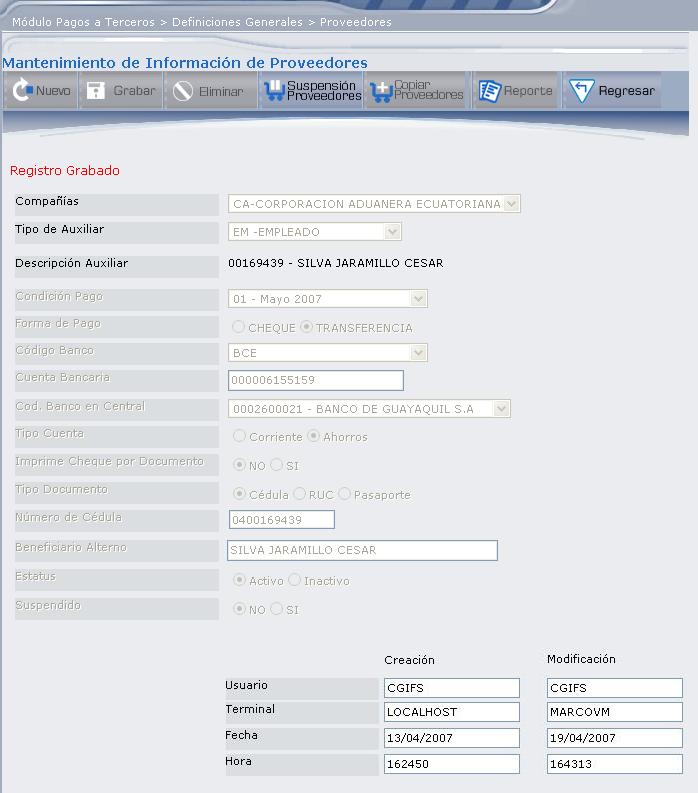 Módulo Pagos a Terceros > Definiciones Generales > Proveedores
Mantenimiento de Información de Proveedores
Nuevo Grabar Eliminar Suspensión Proveedores Copiar Proveedores Reporte Regresar
Registro Grabado
Compañías CA-CORPORACION ADUANERA ECUATORIANA
Tipo de Auxiliar EM -EMPLEADO
Descripción Auxiliar 00169439 - SILVA JARAMILLO CESAR
Condición Pago 01 - Mayo 2007
Forma de Pago CHEQUE TRANSFERENCIA
Código Banco BCE
Cuenta Bancaria 000006155159
Cod. Banco en Central 0002600021 - BANCO DE GUAYAQUIL S.A
Tipo Cuenta Corriente Ahorros
Imprime Cheque por Documento NO SI
Tipo Documento Cédula RUC Pasaporte
Número de Cédula 0400169439
Beneficiario Alterno SILVA JARAMILLO CESAR
Estatus Activo Inactivo
Suspendido NO SI
Creación Modificación
Usuario CGIFS CGIFS
Terminal LOCALHOST MARCOVM
Fecha 13/04/2007 19/04/2007
Hora 162450 164313